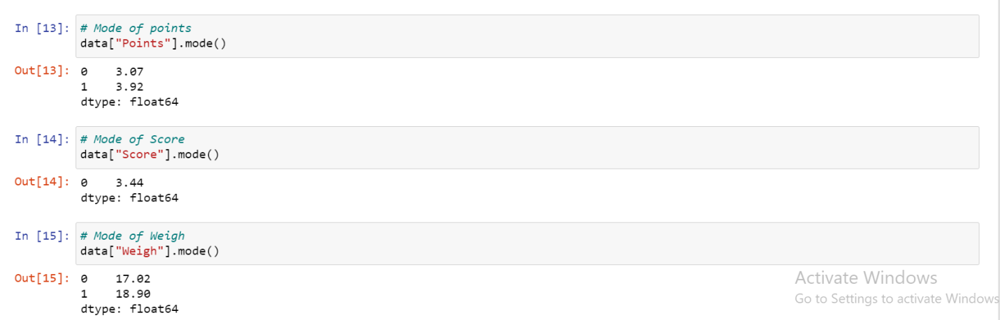 In [13]: # Mode of points
data["Points"].mode()
Out[13]: 0    3.07
1    3.92
dtype: float64
In [14]: # Mode of Score
data["Score"].mode()
Out[14]: 0    3.44
dtype: float64
In [15]: # Mode of Weigh
data["Weigh"].mode()
Out[15]: 0    17.02
1    18.90
dtype: float64
Activate Windows
Go to Settings to activate Windows